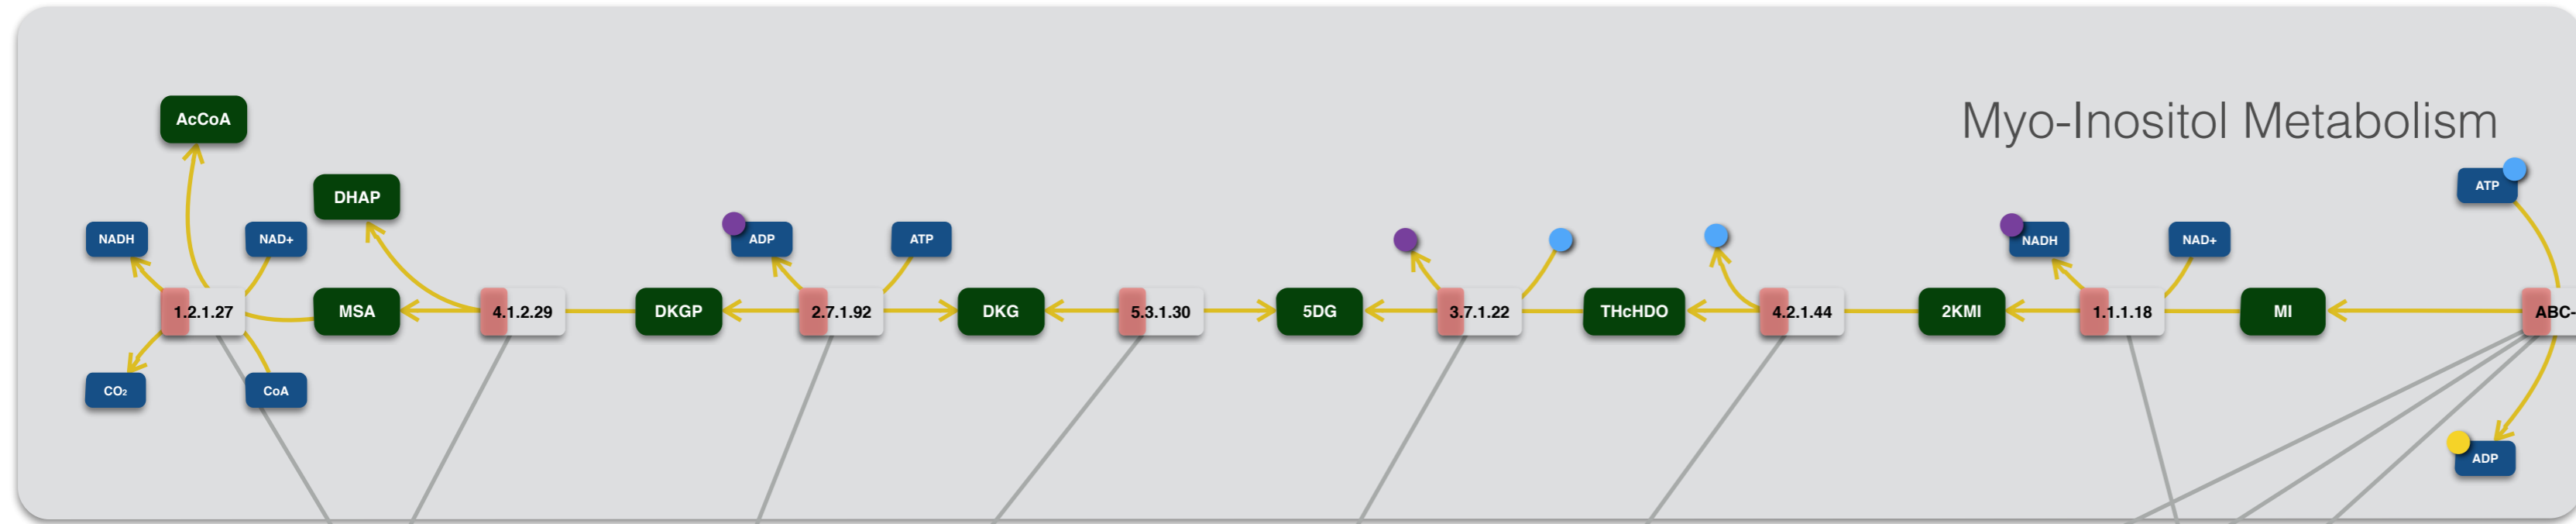 Myo-Inositol Metabolism
AcCoA
DHAP
ATP
NADH
NAD+
ADP
ATP
NADH
NAD+
1.2.1.27
MSA
4.1.2.29
DKGP
2.7.1.92
DKG
5.3.1.30
5DG
3.7.1.22
THcHDO
4.2.1.44
2KMI
1.1.1.18
MI
ABC-
CO₂
CoA
ADP